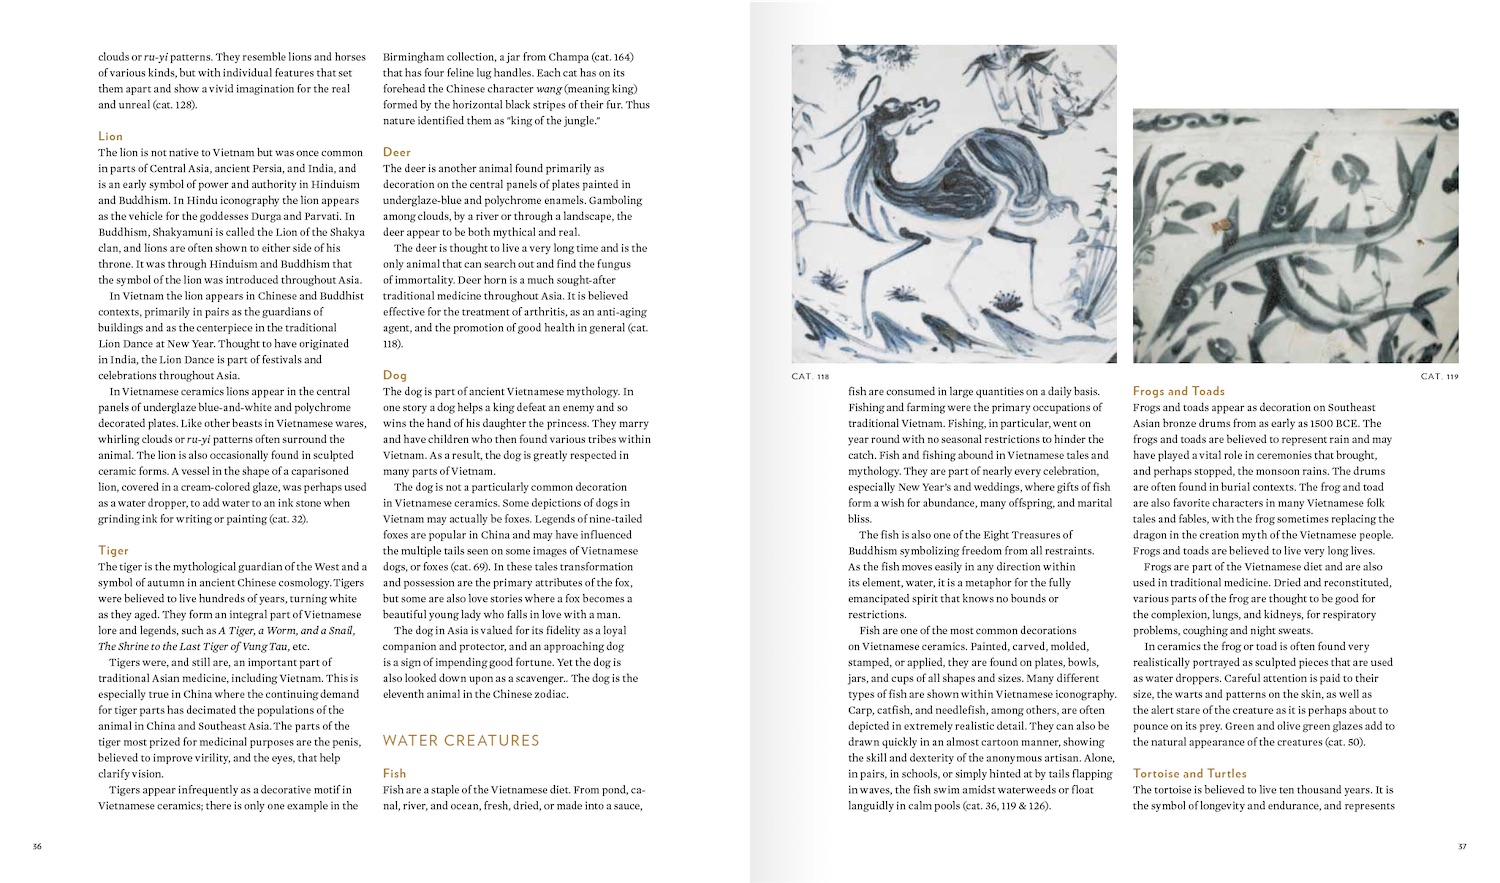 clouds or ru-yi patterns. They resemble lions and horses
of various kinds, but with individual features that set
them apart and show a vivid imagination for the real
and unreal (cat. 128).
Lion
The lion is not native to Vietnam but was once common
in parts of Central Asia, ancient Persia, and India, and
is an early symbol of power and authority in Hinduism
and Buddhism. In Hindu iconography the lion appears
as the vehicle for the goddesses Durga and Parvati. In
Buddhism, Shakyamuni is called the Lion of the Shakya
clan, and lions are often shown to either side of his
throne. It was through Hinduism and Buddhism that
the symbol of the lion was introduced throughout Asia.
In Vietnam the lion appears in Chinese and Buddhist
contexts, primarily in pairs as the guardians of
buildings and as the centerpiece in the traditional
Lion Dance at New Year. Thought to have originated
in India, the Lion Dance is part of festivals and
celebrations throughout Asia.
In Vietnamese ceramics lions appear in the central
panels of underglaze blue-and-white and polychrome
decorated plates. Like other beasts in Vietnamese wares,
whirling clouds or ru-yi patterns often surround the
animal. The lion is also occasionally found in sculpted
ceramic forms. A vessel in the shape of a caparisoned
lion, covered in a cream-colored glaze, was perhaps used
as a water dropper, to add water to an ink stone when
grinding ink for writing or painting (cat. 32).
Tiger
The tiger is the mythological guardian of the West and a
symbol of autumn in ancient Chinese cosmology. Tigers
were believed to live hundreds of years, turning white
as they aged. They form an integral part of Vietnamese
lore and legends, such as A Tiger, a Worm, and a Snail,
The Shrine to the Last Tiger of Vung Tau, etc.
Tigers were, and still are, an important part of
traditional Asian medicine, including Vietnam. This is
especially true in China where the continuing demand
for tiger parts has decimated the populations of the
animal in China and Southeast Asia. The parts of the
tiger most prized for medicinal purposes are the penis,
believed to improve virility, and the eyes, that help
clarify vision.
Tigers appear infrequently as a decorative motif in
Vietnamese ceramics; there is only one example in the
36
Birmingham collection, a jar from Champa (cat. 164)
that has four feline lug handles. Each cat has on its
forehead the Chinese character wang (meaning king)
formed by the horizontal black stripes of their fur. Thus
nature identified them as "king of the jungle."
Deer
The deer is another animal found primarily as
decoration on the central panels of plates painted in
underglaze-blue and polychrome enamels. Gamboling
among clouds, by a river or through a landscape, the
deer appear to be both mythical and real.
The deer is thought to live a very long time and is the
only animal that can search out and find the fungus
of immortality. Deer horn is a much sought-after
traditional medicine throughout Asia. It is believed
effective for the treatment of arthritis, as an anti-aging
agent, and the promotion of good health in general (cat.
118).
Dog
The dog is part of ancient Vietnamese mythology. In
one story a dog helps a king defeat an enemy and so
wins the hand of his daughter the princess. They marry
and have children who then found various tribes within
Vietnam. As a result, the dog is greatly respected in
many parts of Vietnam.
The dog is not a particularly common decoration
in Vietnamese ceramics. Some depictions of dogs in
Vietnam may actually be foxes. Legends of nine-tailed
foxes are popular in China and may have influenced
the multiple tails seen on some images of Vietnamese
dogs, or foxes (cat. 69). In these tales transformation
and possession are the primary attributes of the fox,
but some are also love stories where a fox becomes a
beautiful young lady who falls in love with a man.
The dog in Asia is valued for its fidelity as a loyal
companion and protector, and an approaching dog
is a sign of impending good fortune. Yet the dog is
also looked down upon as a scavenger.. The dog is the
eleventh animal in the Chinese zodiac.
WATER CREATURES
Fish
Fish are a staple of the Vietnamese diet. From pond, ca-
nal, river, and ocean, fresh, dried, or made into a sauce,
CAT. 118
fish are consumed in large quantities on a daily basis.
Fishing and farming were the primary occupations of
traditional Vietnam. Fishing, in particular, went on
year round with no seasonal restrictions to hinder the
catch. Fish and fishing abound in Vietnamese tales and
mythology. They are part of nearly every celebration,
especially New Year's and weddings, where gifts of fish
form a wish for abundance, many offspring, and marital
bliss.
The fish is also one of the Eight Treasures of
Buddhism symbolizing freedom from all restraints.
As the fish moves easily in any direction within
its element, water, it is a metaphor for the fully
emancipated spirit that knows no bounds or
restrictions.
Fish are one of the most common decorations
on Vietnamese ceramics. Painted, carved, molded,
stamped, or applied, they are found on plates, bowls,
jars, and cups of all shapes and sizes. Many different
types of fish are shown within Vietnamese iconography.
Carp, catfish, and needlefish, among others, are often
depicted in extremely realistic detail. They can also be
drawn quickly in an almost cartoon manner, showing
the skill and dexterity of the anonymous artisan. Alone,
in pairs, in schools, or simply hinted at by tails flapping
in waves, the fish swim amidst waterweeds or float
languidly in calm pools (cat. 36, 119 & 126).
CAT. 119
Frogs and Toads
Frogs and toads appear as decoration on Southeast
Asian bronze drums from as early as 1500 BCE. The
frogs and toads are believed to represent rain and may
have played a vital role in ceremonies that brought,
and perhaps stopped, the monsoon rains. The drums
are often found in burial contexts. The frog and toad
are also favorite characters in many Vietnamese folk
tales and fables, with the frog sometimes replacing the
dragon in the creation myth of the Vietnamese people.
Frogs and toads are believed to live very long lives.
Frogs are part of the Vietnamese diet and are also
used in traditional medicine. Dried and reconstituted,
various parts of the frog are thought to be good for
the complexion, lungs, and kidneys, for respiratory
problems, coughing and night sweats.
In ceramics the frog or toad is often found very
realistically portrayed as sculpted pieces that are used
as water droppers. Careful attention is paid to their
size, the warts and patterns on the skin, as well as
the alert stare of the creature as it is perhaps about to
pounce on its prey. Green and olive green glazes add to
the natural appearance of the creatures (cat. 50).
Tortoise and Turtles
The tortoise is believed to live ten thousand years. It is
the symbol of longevity and endurance, and represents
37